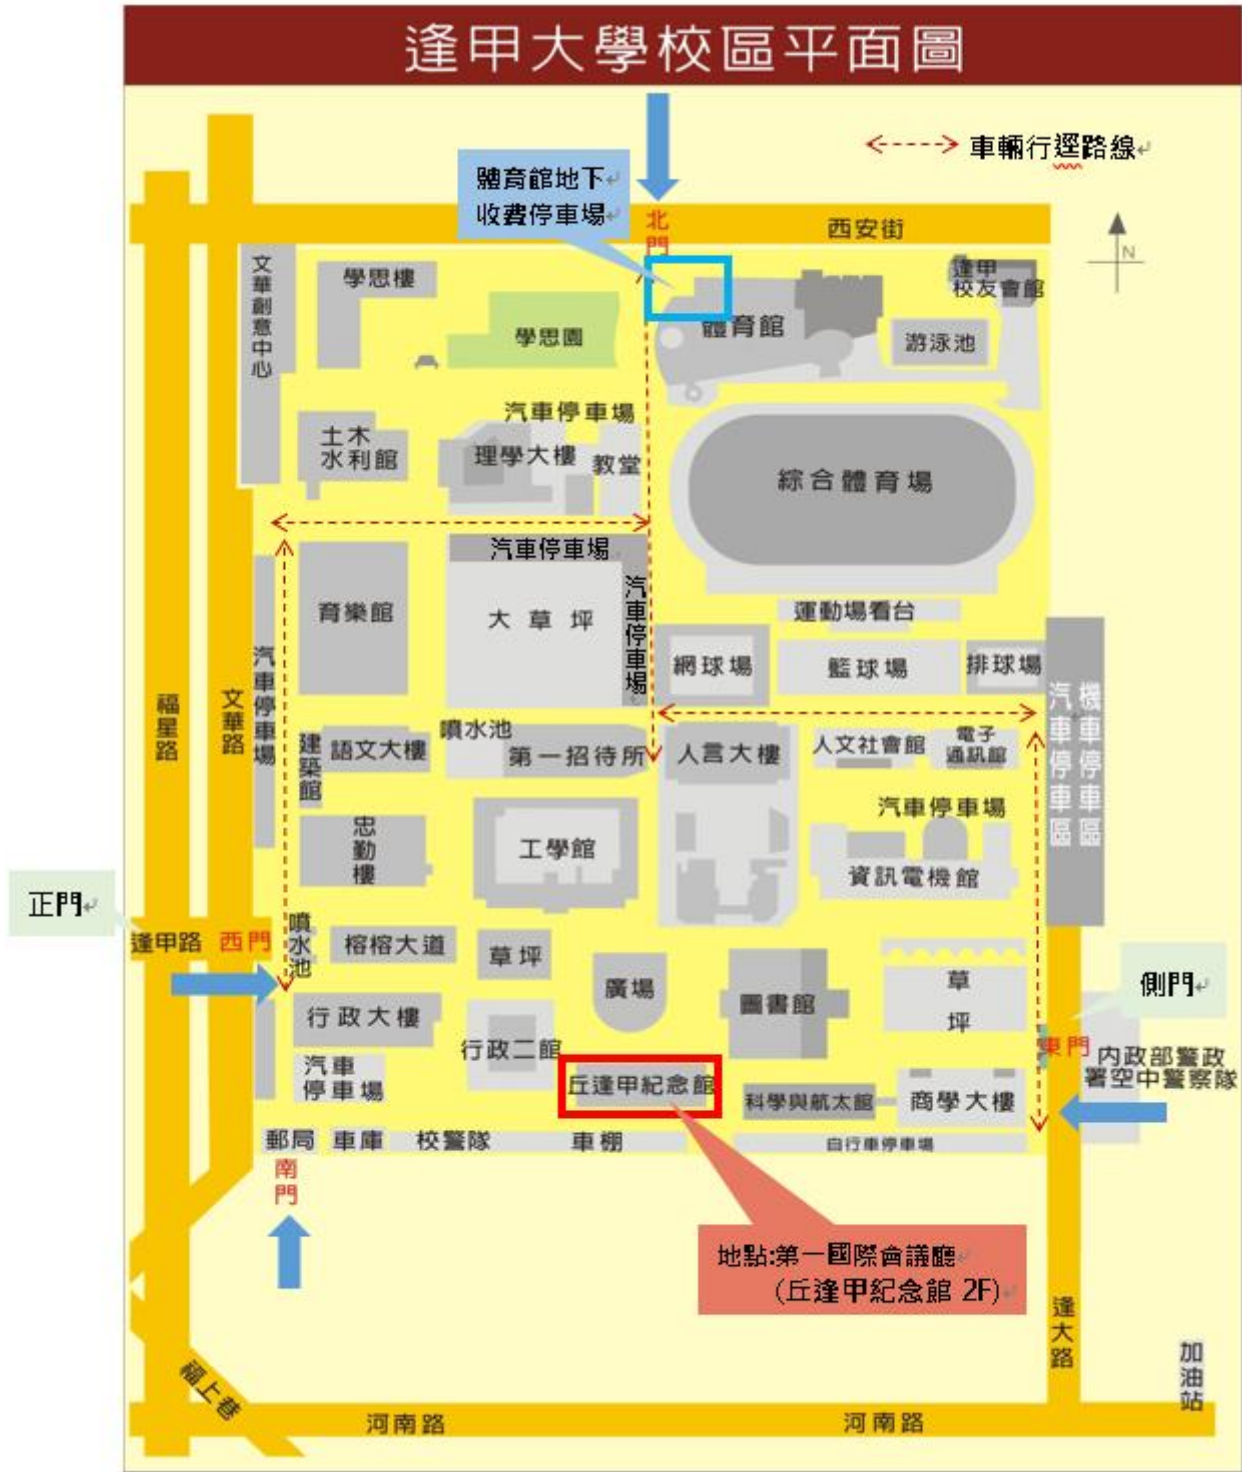 逢甲大學校區平面圖
車輛行逕路線
體育館地下
收費停車場
北門
西安街
N
文華創意中心
學思樓
學思園
體育館
逢甲
校友會館
游泳池
汽車停車場
土木
水利館
理學大樓
教堂
綜合體育場
汽車停車場
育樂館
大草坪
汽車停車場
運動場看台
網球場
籃球場
排球場
汽車停車場
福星路
文華路
機車停車區
汽車停車區
建築館
語文大樓
噴水池
第一招待所
人言大樓
人文社會館
電子
通訊館
汽車停車場
忠勤樓
工學館
資訊電機館
正門
逢甲路
西門
噴水池
榕榕大道
草坪
廣場
圖書館
草坪
側門
行政大樓
行政二館
東門
內政部警政
署空中警察隊
汽車
停車場
丘逢甲紀念館
科學與航太館
商學大樓
郵局
車庫
校警隊
車棚
自行車停車場
南門
地點:第一國際會議廳
(丘逢甲紀念館 2F)
逢大路
加油站
福上巷
河南路
河南路